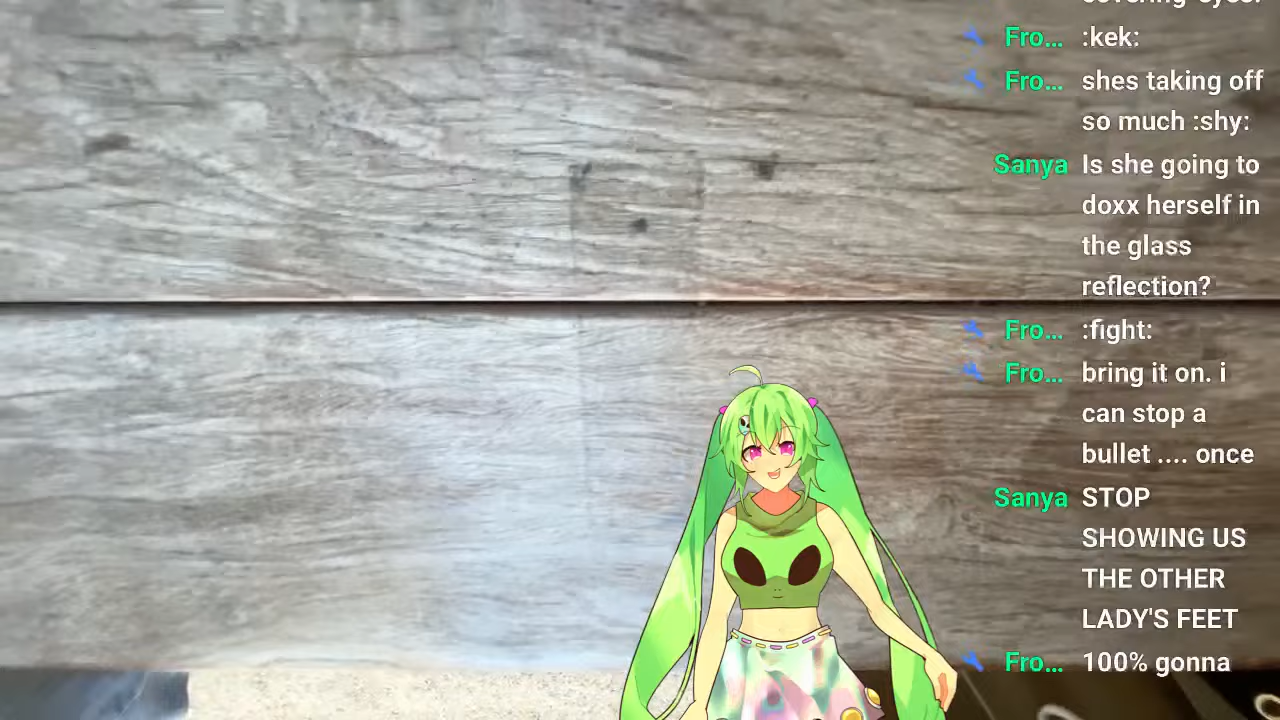 Fro... :kek:
Fro... shes taking off
so much :shy:
Sanya Is she going to
doxx herself in
the glass
reflection?
Fro... :fight:
Fro... bring it on. i
can stop a
bullet .... once
Sanya STOP
SHOWING US
THE OTHER
LADY'S FEET
Fro... 100% gonna